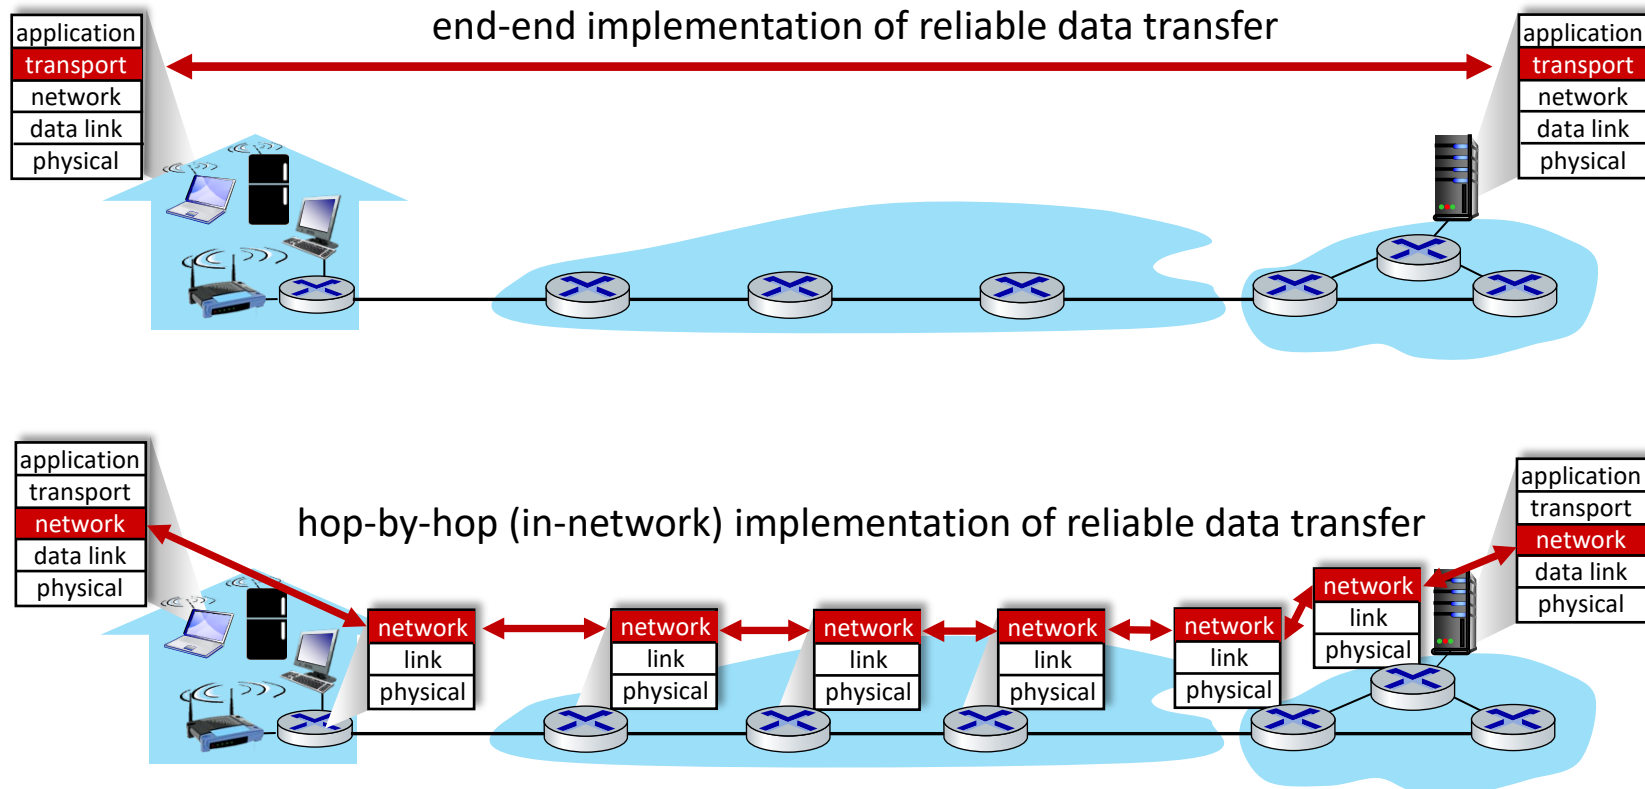 end-end implementation of reliable data transfer
application
transport
network
data link
physical
application
transport
network
data link
physical
hop-by-hop (in-network) implementation of reliable data transfer
application
transport
network
data link
physical
network
link
physical
network
link
physical
network
link
physical
network
link
physical
network
link
physical
network
link
physical
application
transport
network
data link
physical